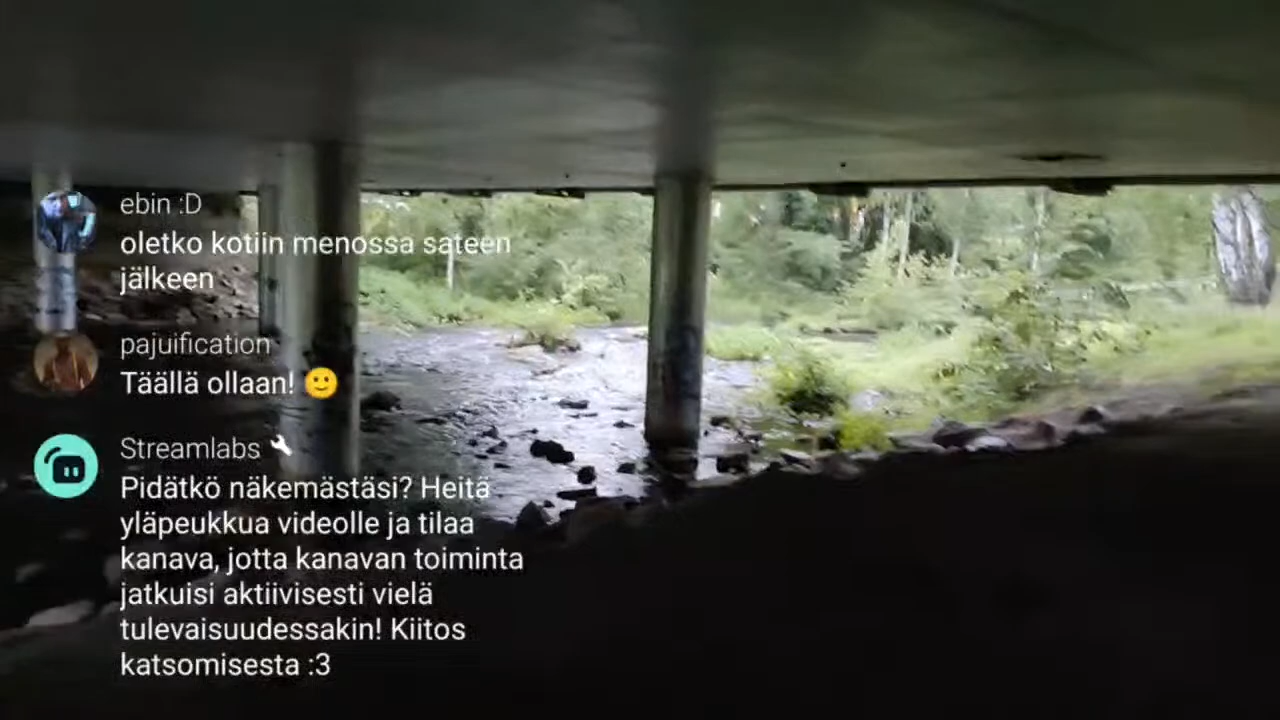 ebin :D
oletko kotiin menossa sateen
jälkeen
pajuification
Täällä ollaan! 🙂
Streamlabs
Pidätkö näkemästäsi? Heitä
yläpeukkua videolle ja tilaa
kanava, jotta kanavan toiminta
jatkuisi aktiivisesti vielä
tulevaisuudessakin! Kiitos
katsomisesta :3